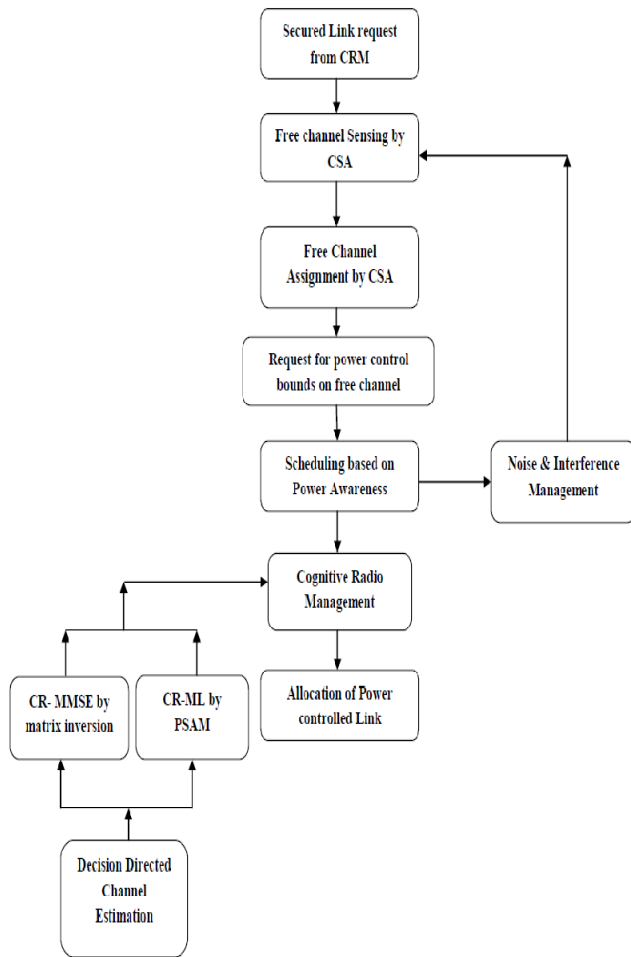 Secured Link request
from CRM
Free channel Sensing by
CSA
Free Channel
Assignment by CSA
Request for power control
bounds on free channel
Scheduling based on
Power Awareness
Noise & Interference
Management
Cognitive Radio
Management
CR- MMSE by
matrix inversion
CR-ML by
PSAM
Allocation of Power
controlled Link
Decision Directed
Channel
Estimation